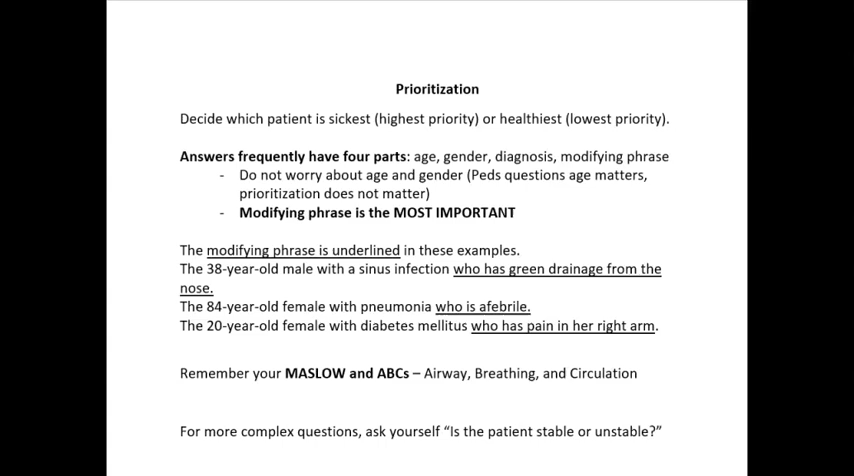 Prioritization
Decide which patient is sickest (highest priority) or healthiest (lowest priority).
Answers frequently have four parts: age, gender, diagnosis, modifying phrase
- Do not worry about age and gender (Peds questions age matters,
prioritization does not matter)
- Modifying phrase is the MOST IMPORTANT
The modifying phrase is underlined in these examples.
The 38-year-old male with a sinus infection who has green drainage from the
nose.
The 84-year-old female with pneumonia who is afebrile.
The 20-year-old female with diabetes mellitus who has pain in her right arm.
Remember your MASLOW and ABCs – Airway, Breathing, and Circulation
For more complex questions, ask yourself “Is the patient stable or unstable?”